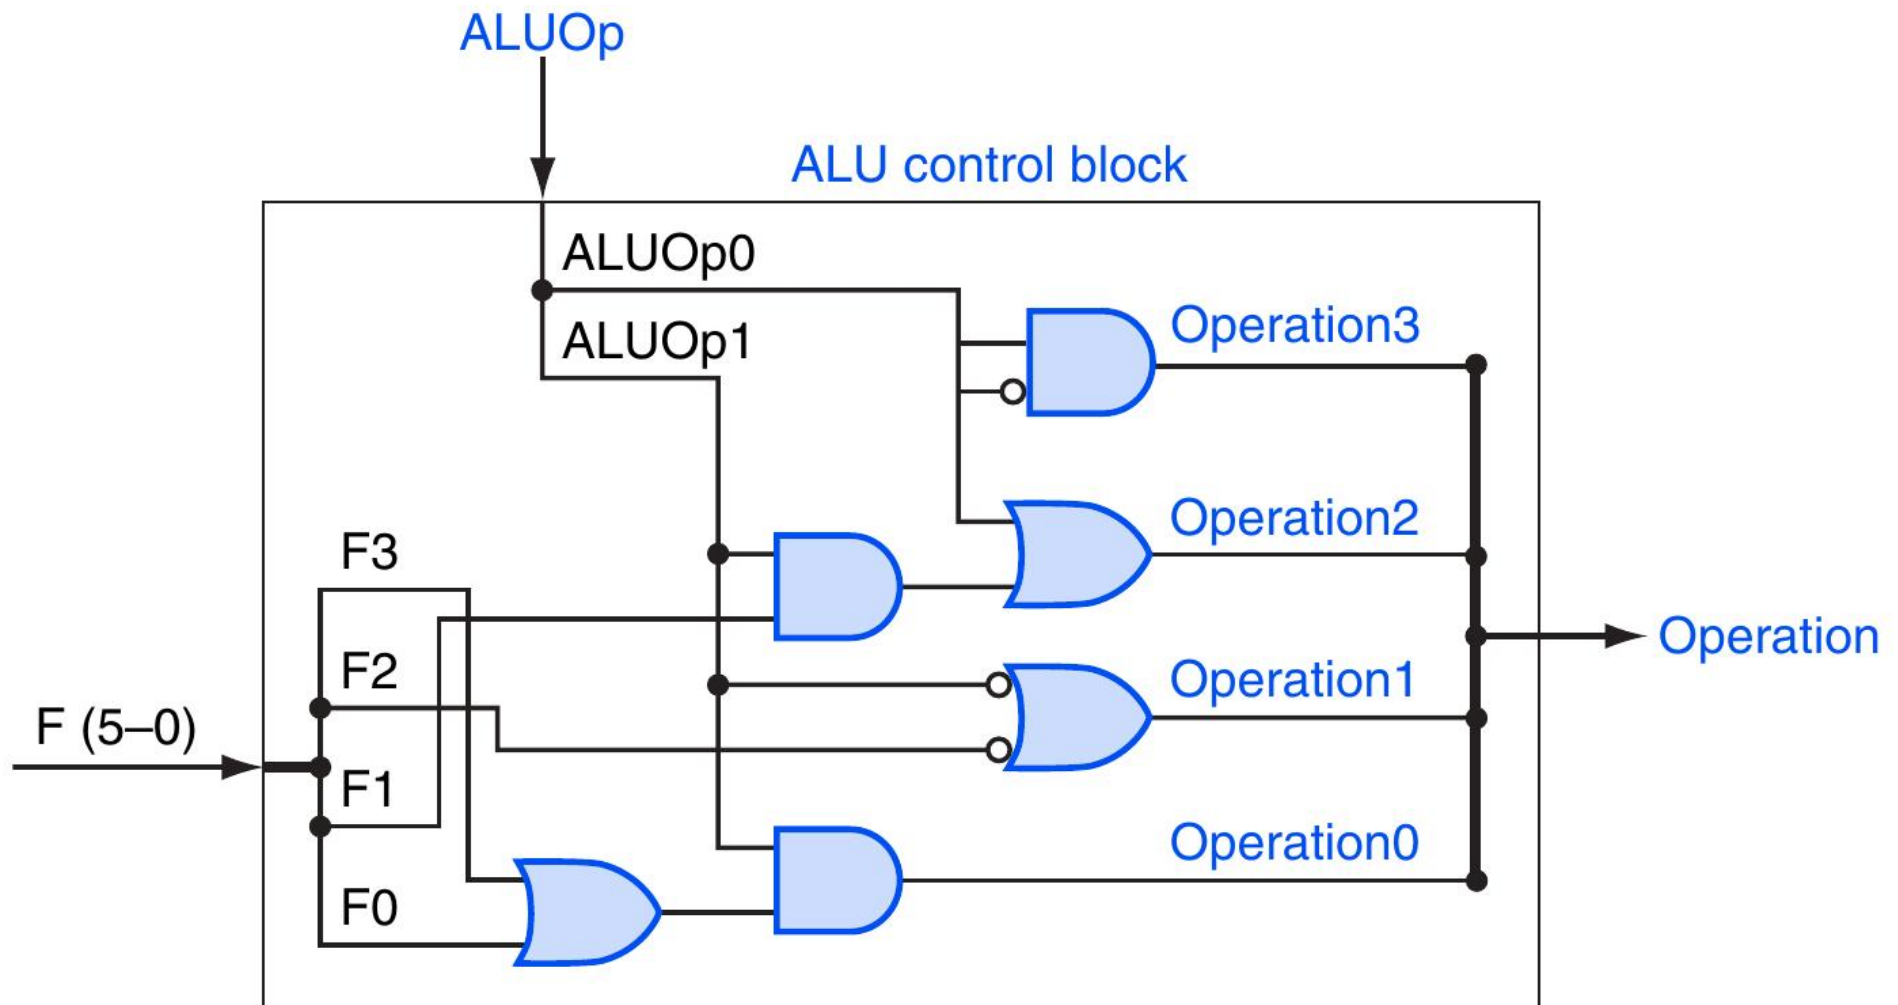 ALUOp
ALU control block
ALUOp0
ALUOp1
Operation3
Operation2
F3
F2
Operation1
Operation
F (5–0)
F1
Operation0
F0